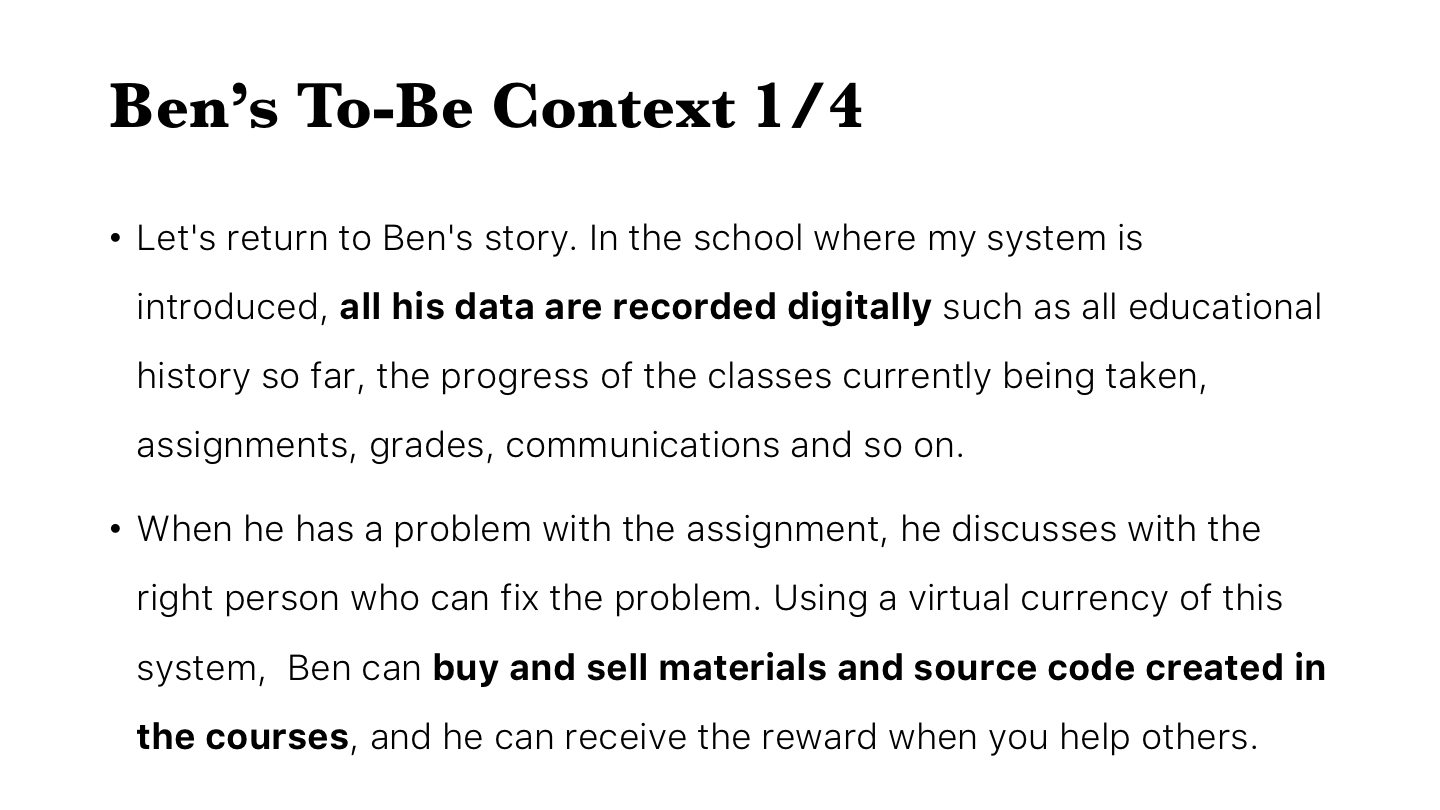 Ben’s To-Be Context 1/4
• Let's return to Ben's story. In the school where my system is
introduced, all his data are recorded digitally such as all educational
history so far, the progress of the classes currently being taken,
assignments, grades, communications and so on.
• When he has a problem with the assignment, he discusses with the
right person who can fix the problem. Using a virtual currency of this
system,  Ben can buy and sell materials and source code created in
the courses, and he can receive the reward when you help others.